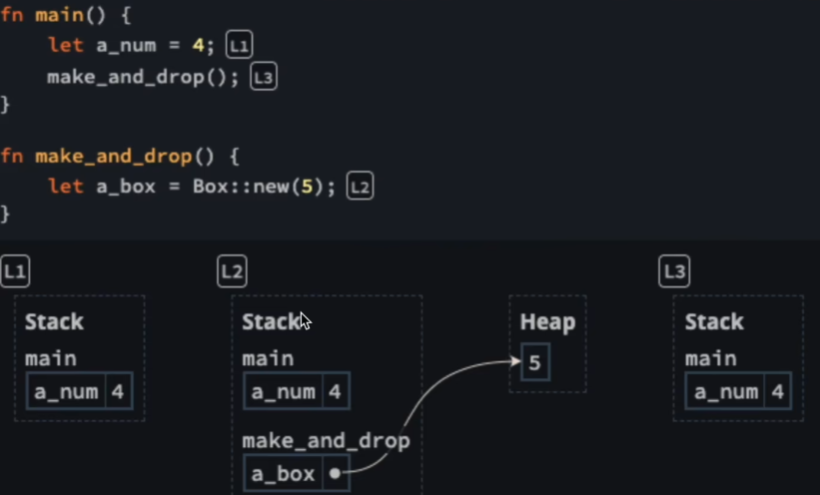 fn main() {
let a_num = 4; L1
make_and_drop(); L3
}
fn make_and_drop() {
let a_box = Box::new(5); L2
}
L1 L2 L3
Stack Stack Heap Stack
main main 5 main
a_num 4 a_num 4 a_num 4
make_and_drop
a_box